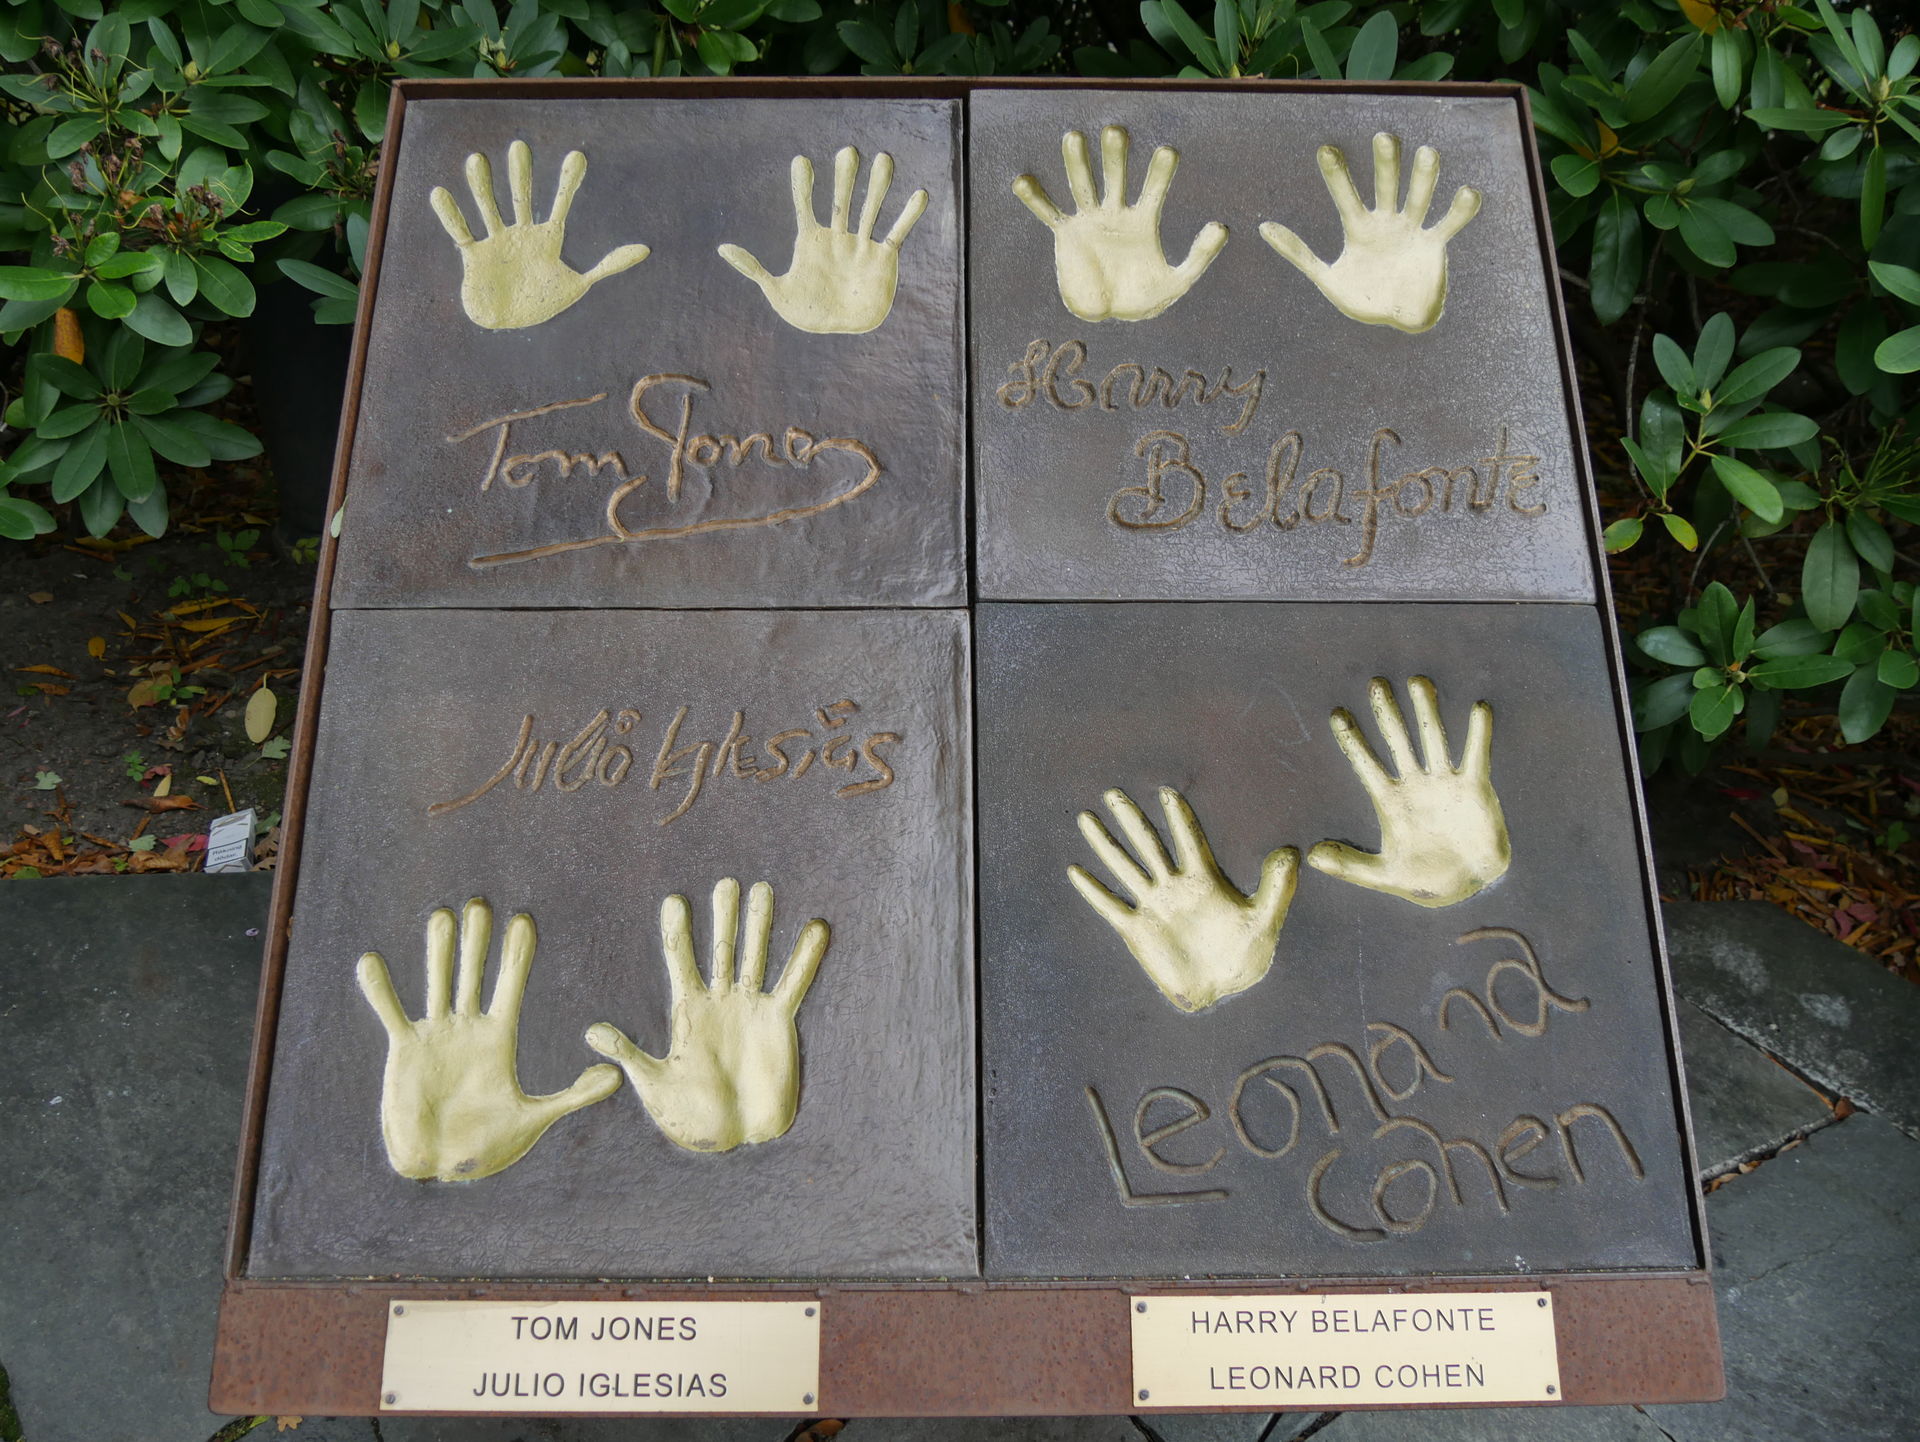 Tom Jones
Harry
Belafonte
Julio Iglesias
Leonard
Cohen
TOM JONES
JULIO IGLESIAS
HARRY BELAFONTE
LEONARD COHEN